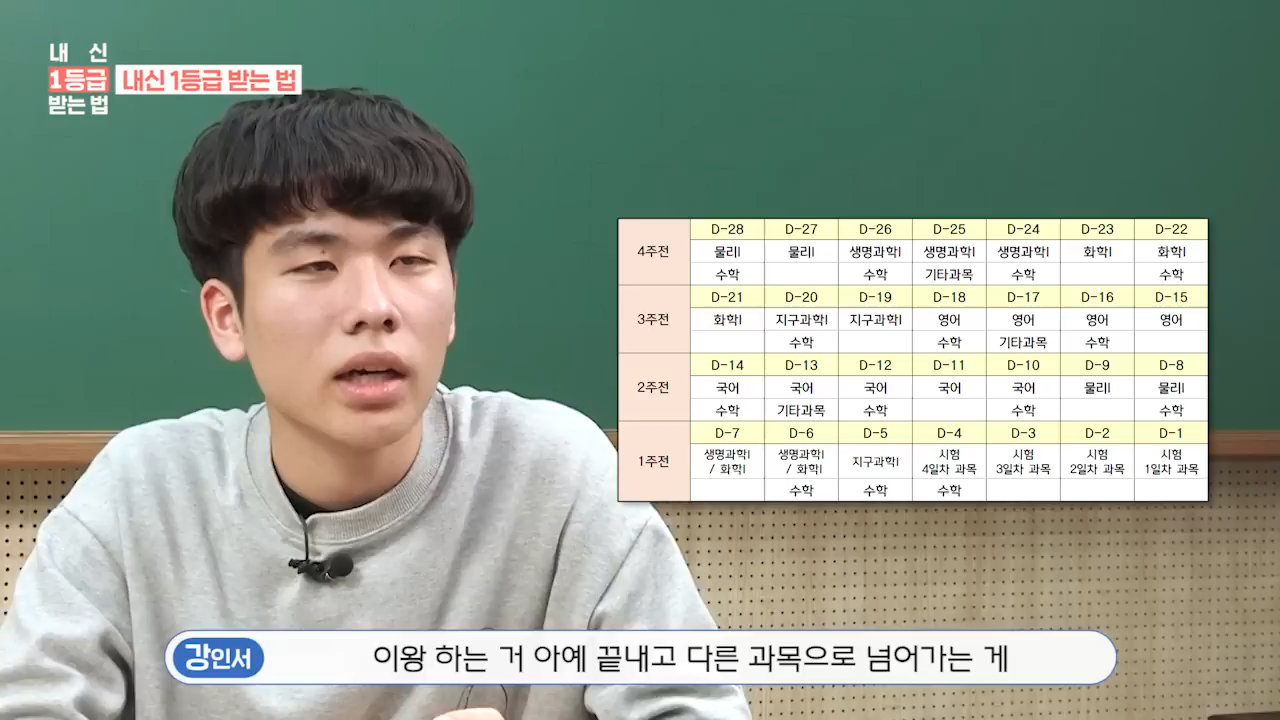 내 신
1등급
받는 법
내신 1등급 받는 법
D-28 D-27 D-26 D-25 D-24 D-23 D-22
4주전
물리I 물리I 생명과학I 생명과학I 생명과학I 화학I 화학I
수학 수학 기타과목 수학 수학
D-21 D-20 D-19 D-18 D-17 D-16 D-15
3주전
화학I 지구과학I 지구과학I 영어 영어 영어 영어
수학 수학 기타과목 수학
D-14 D-13 D-12 D-11 D-10 D-9 D-8
2주전
국어 국어 국어 국어 국어 물리I 물리I
수학 기타과목 수학 수학 수학
D-7 D-6 D-5 D-4 D-3 D-2 D-1
1주전
생명과학I 생명과학I 지구과학I 시험 시험 시험 시험
/ 화학I / 화학I 4일차 과목 3일차 과목 2일차 과목 1일차 과목
수학 수학 수학
강인서
이왕 하는 거 아예 끝내고 다른 과목으로 넘어가는 게